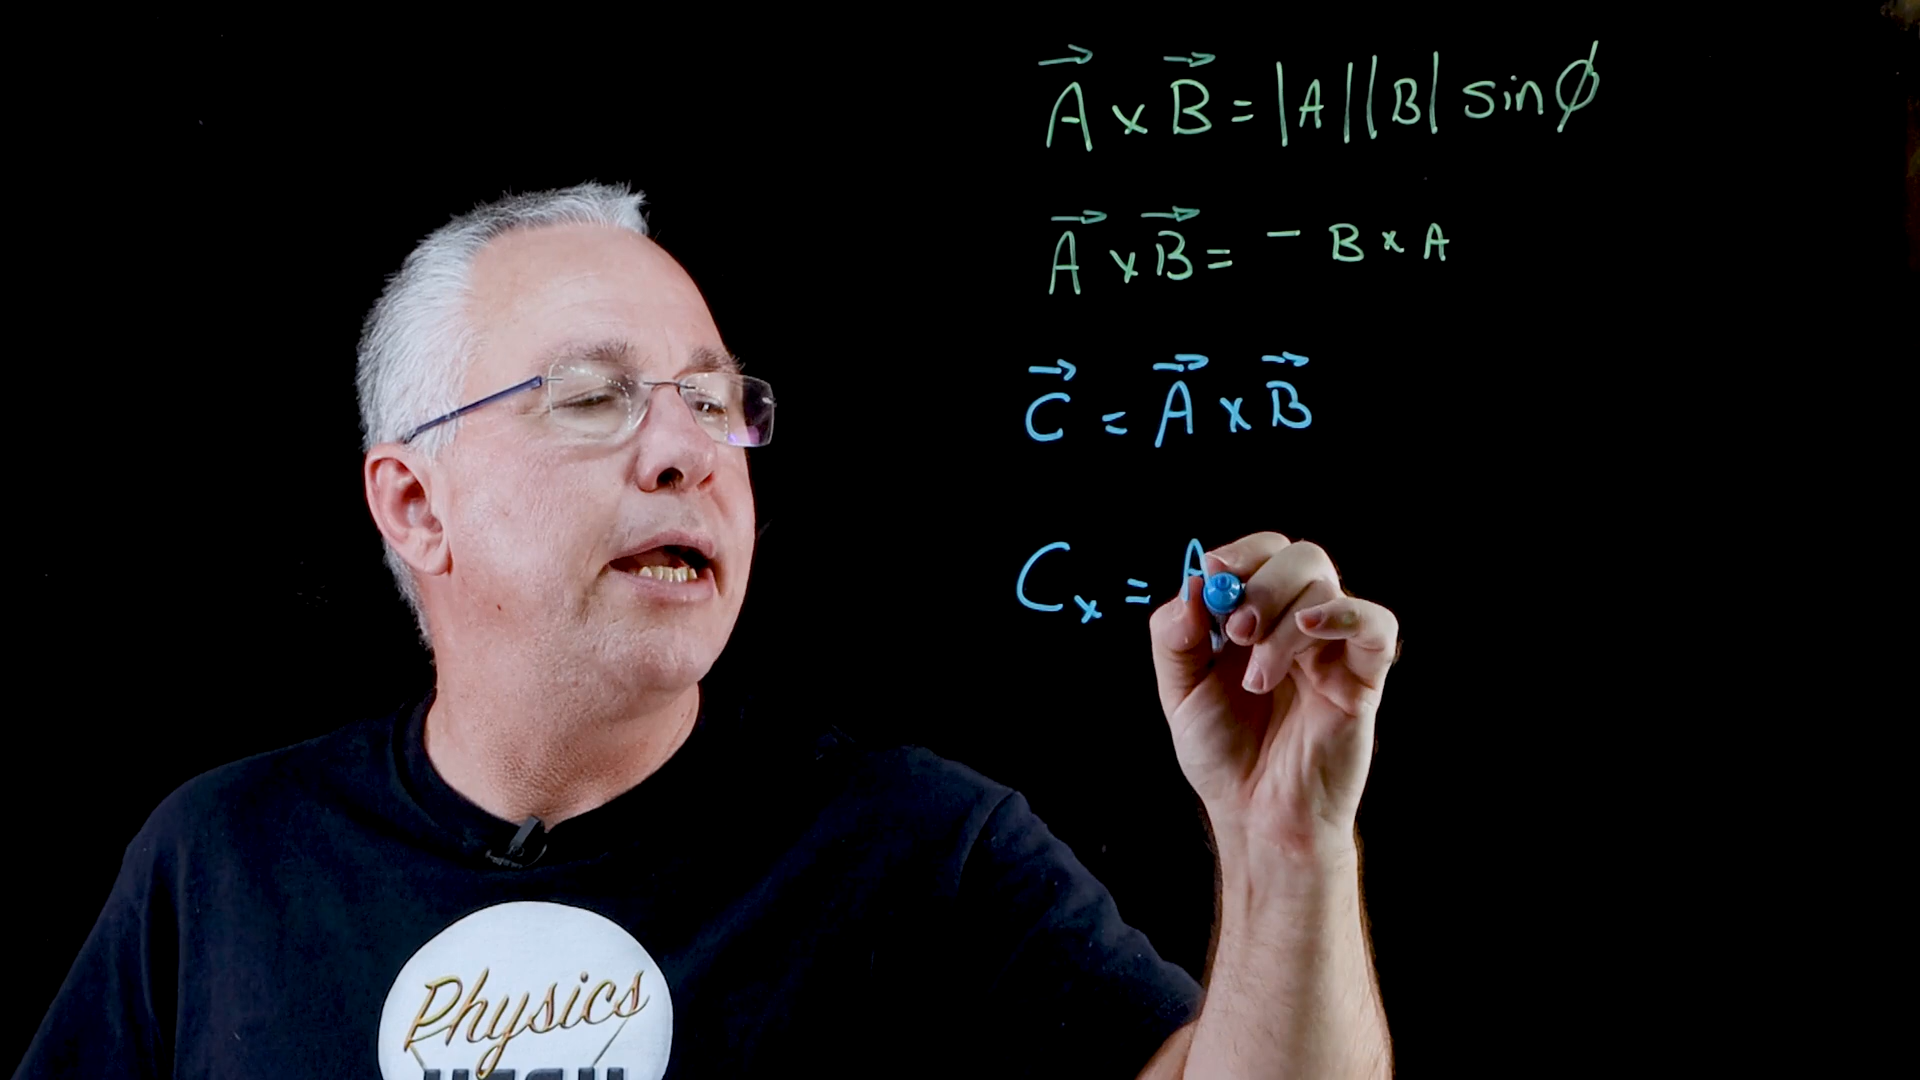 A⃗ × B⃗ = |A||B| sin ϕ
A⃗ × B⃗ = - B × A
C⃗ = A⃗ × B⃗
Cₓ = A
Physics